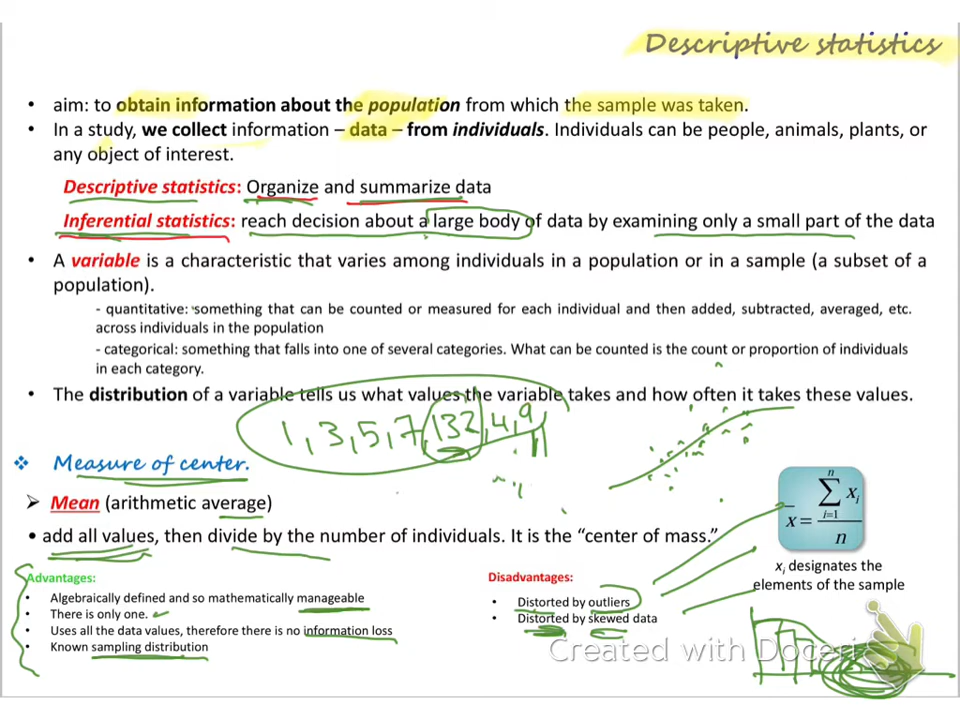 Descriptive statistics
• aim: to obtain information about the population from which the sample was taken.
• In a study, we collect information – data – from individuals. Individuals can be people, animals, plants, or
any object of interest.
Descriptive statistics: Organize and summarize data
Inferential statistics: reach decision about a large body of data by examining only a small part of the data
• A variable is a characteristic that varies among individuals in a population or in a sample (a subset of a
population).
- quantitative: something that can be counted or measured for each individual and then added, subtracted, averaged, etc.
across individuals in the population
- categorical: something that falls into one of several categories. What can be counted is the count or proportion of individuals
in each category.
• The distribution of a variable tells us what values the variable takes and how often it takes these values.
1, 3, 5, 7, 132, 4, 9
❖ Measure of center.
➢ Mean (arithmetic average)
• add all values, then divide by the number of individuals. It is the “center of mass.”
x̄ = ∑ i=1 n xi / n
xi designates the
elements of the sample
Advantages:
• Algebraically defined and so mathematically manageable
• There is only one.
• Uses all the data values, therefore there is no information loss
• Known sampling distribution
Disadvantages:
• Distorted by outliers
• Distorted by skewed data
Created with Doceri